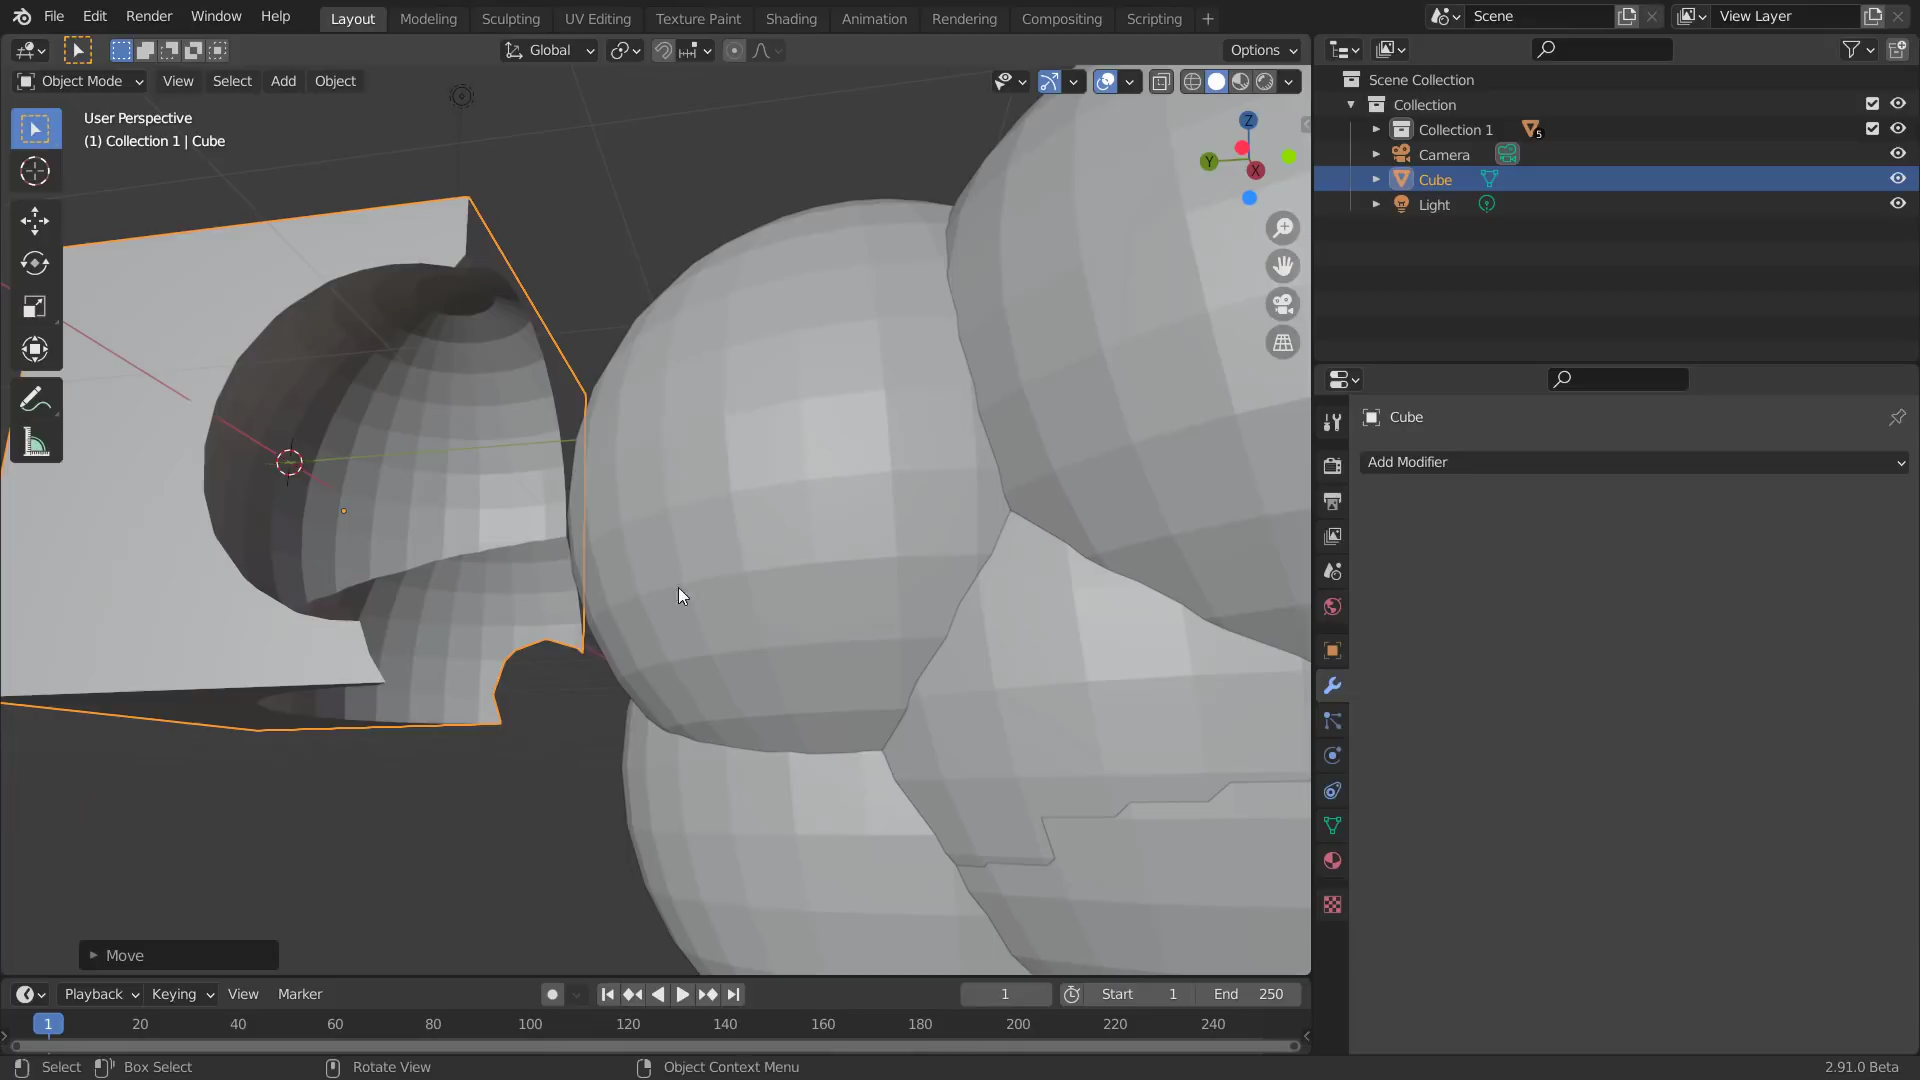 File Edit Render Window Help Layout Modeling Sculpting UV Editing Texture Paint Shading Animation Rendering Compositing Scripting + Scene View Layer
Global Options
Object Mode View Select Add Object
User Perspective
(1) Collection 1 | Cube
Z
Y
X
Scene Collection
Collection
Collection 1 5
Camera
Cube
Light
Cube
Add Modifier
Move
Playback Keying View Marker 1 Start 1 End 250
1 20 40 60 80 100 120 140 160 180 200 220 240
Select Box Select Rotate View Object Context Menu 2.91.0 Beta